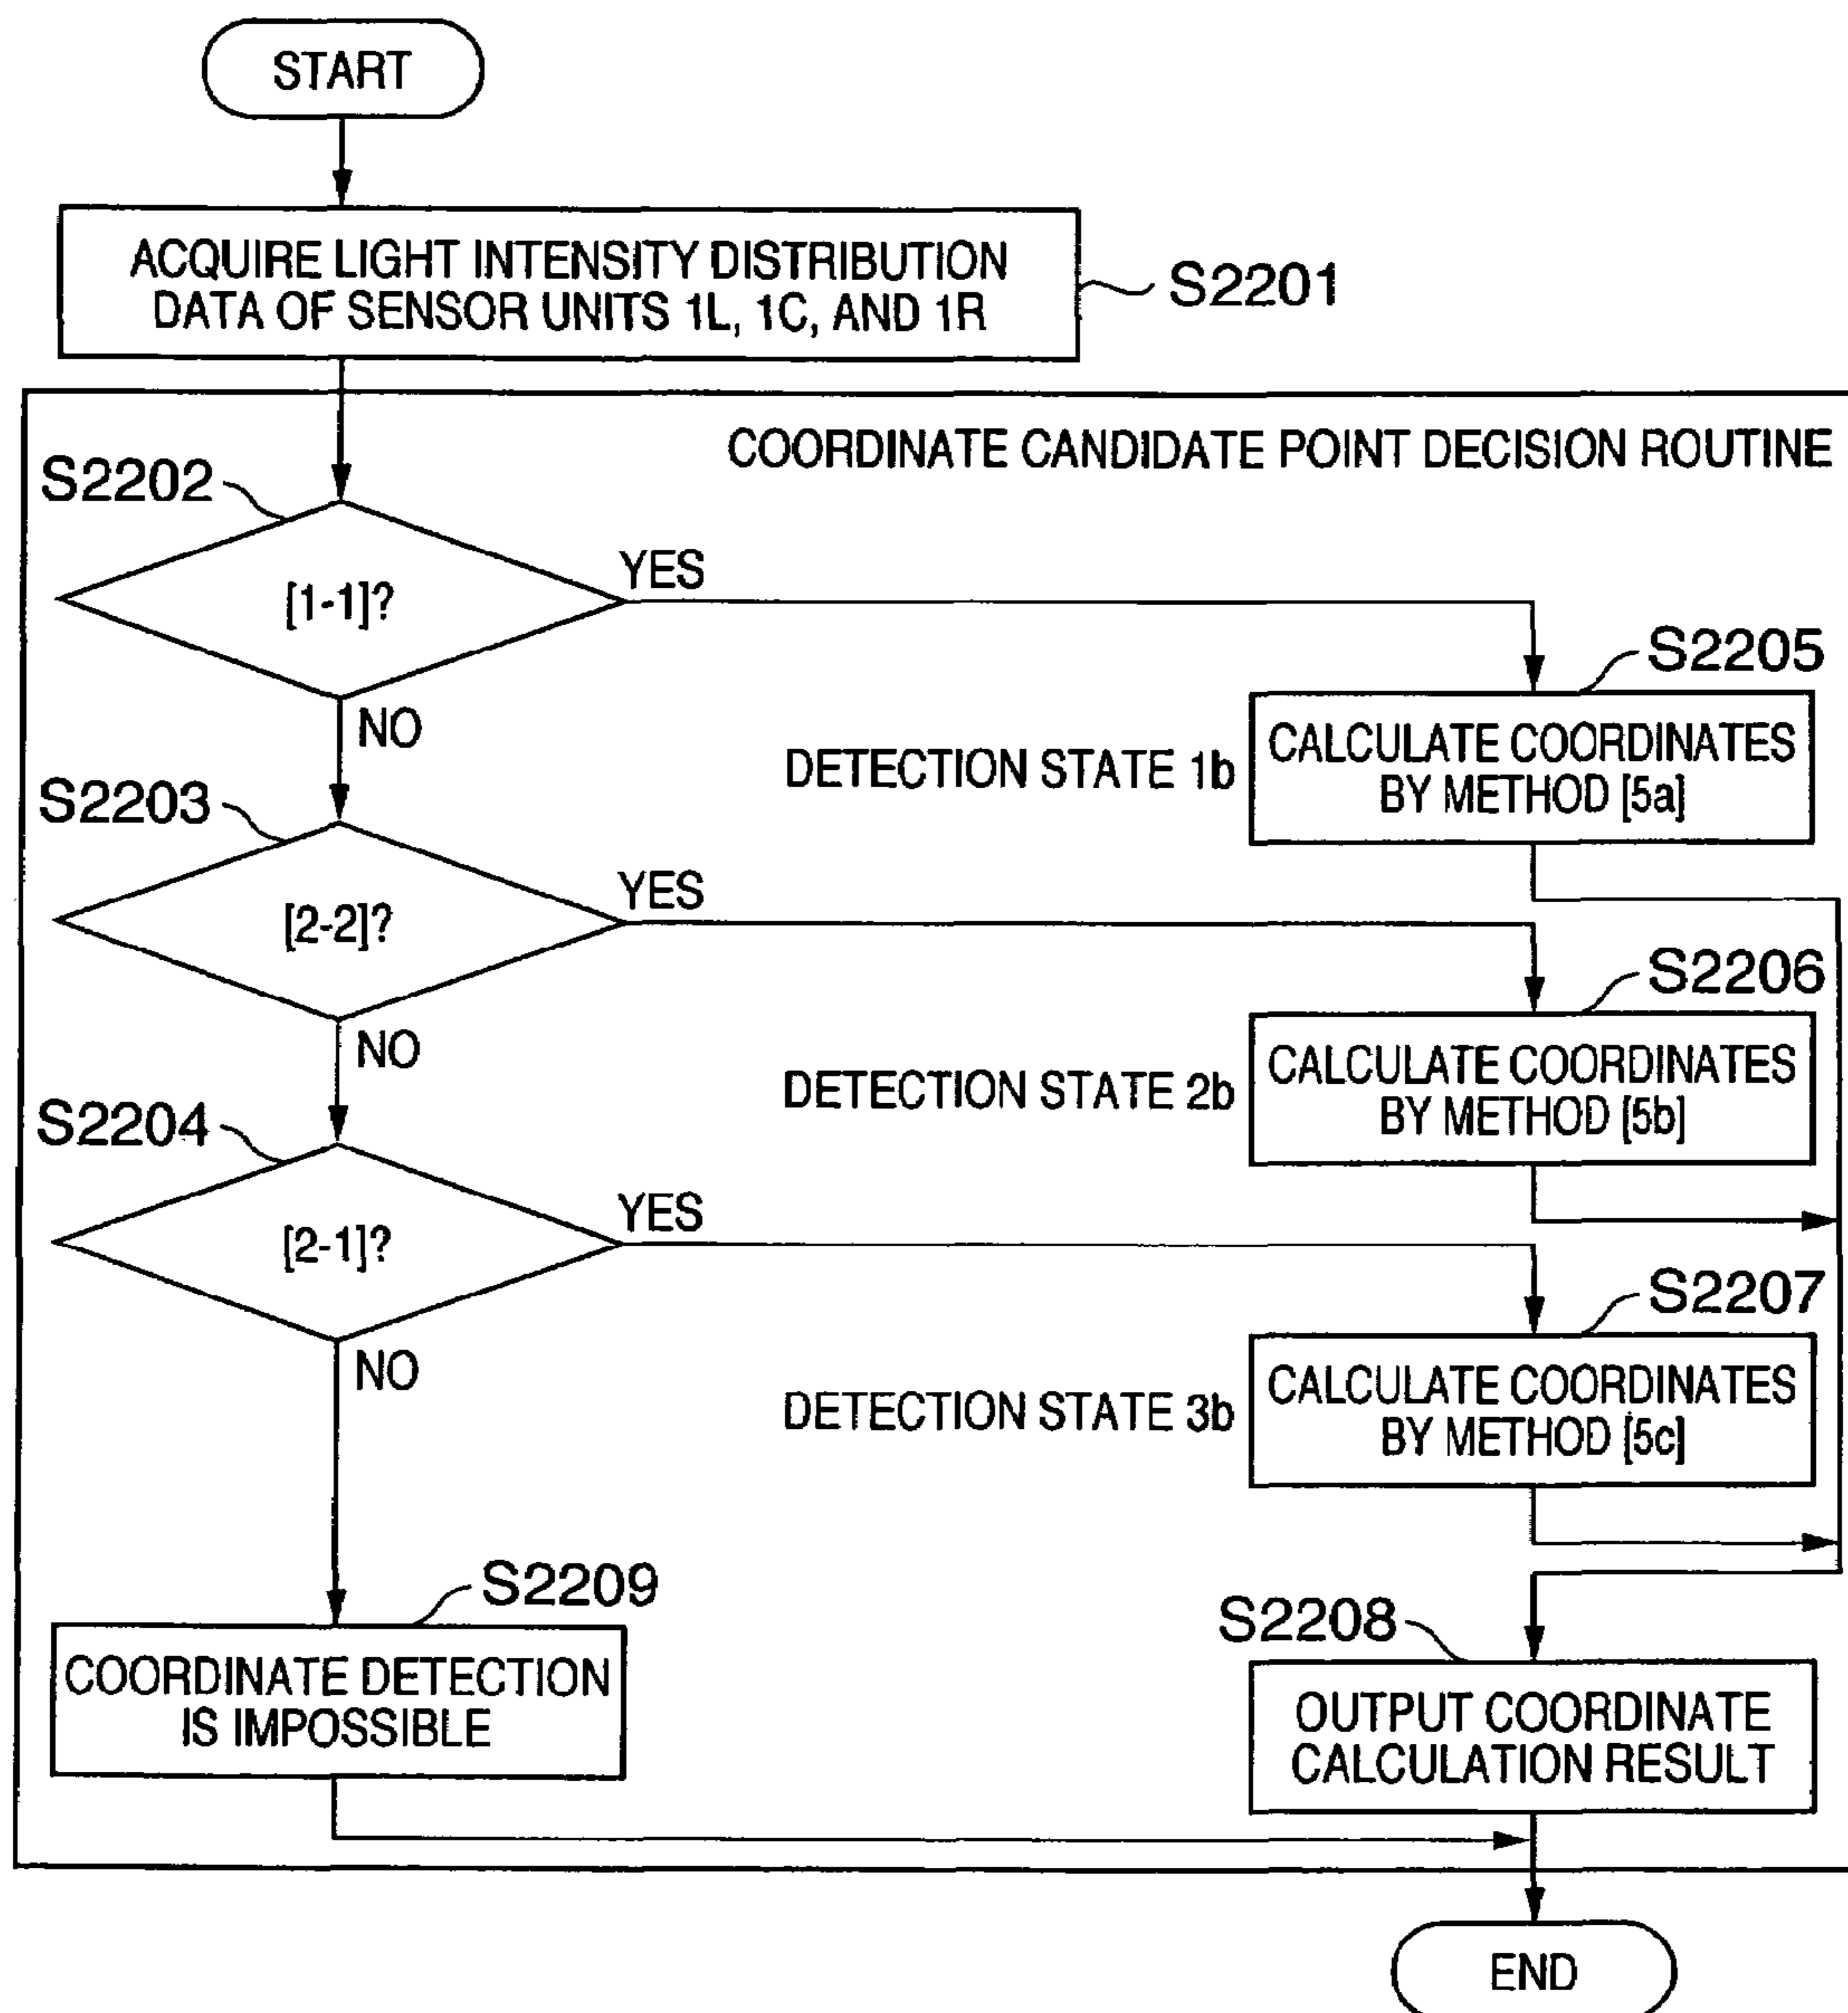 START
ACQUIRE LIGHT INTENSITY DISTRIBUTION
DATA OF SENSOR UNITS 1L, 1C, AND 1R
S2201
COORDINATE CANDIDATE POINT DECISION ROUTINE
S2202
[1-1]?
YES
NO
S2205
DETECTION STATE 1b
CALCULATE COORDINATES
BY METHOD [5a]
S2203
[2-2]?
YES
NO
S2206
DETECTION STATE 2b
CALCULATE COORDINATES
BY METHOD [5b]
S2204
[2-1]?
YES
NO
S2207
DETECTION STATE 3b
CALCULATE COORDINATES
BY METHOD [5c]
S2209
COORDINATE DETECTION
IS IMPOSSIBLE
S2208
OUTPUT COORDINATE
CALCULATION RESULT
END